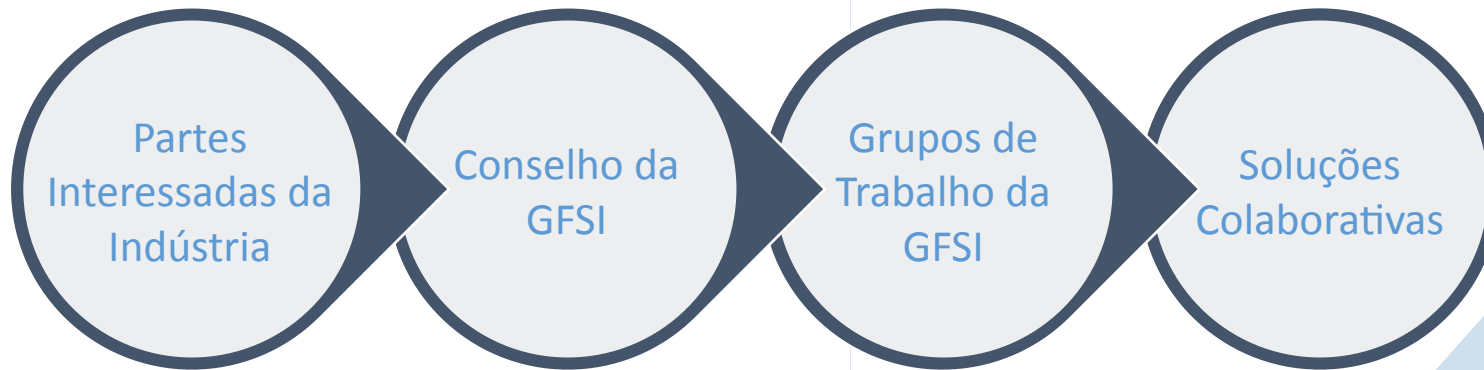 Partes
Interessadas da
Indústria
Conselho da
GFSI
Grupos de
Trabalho da
GFSI
Soluções
Colaborativas